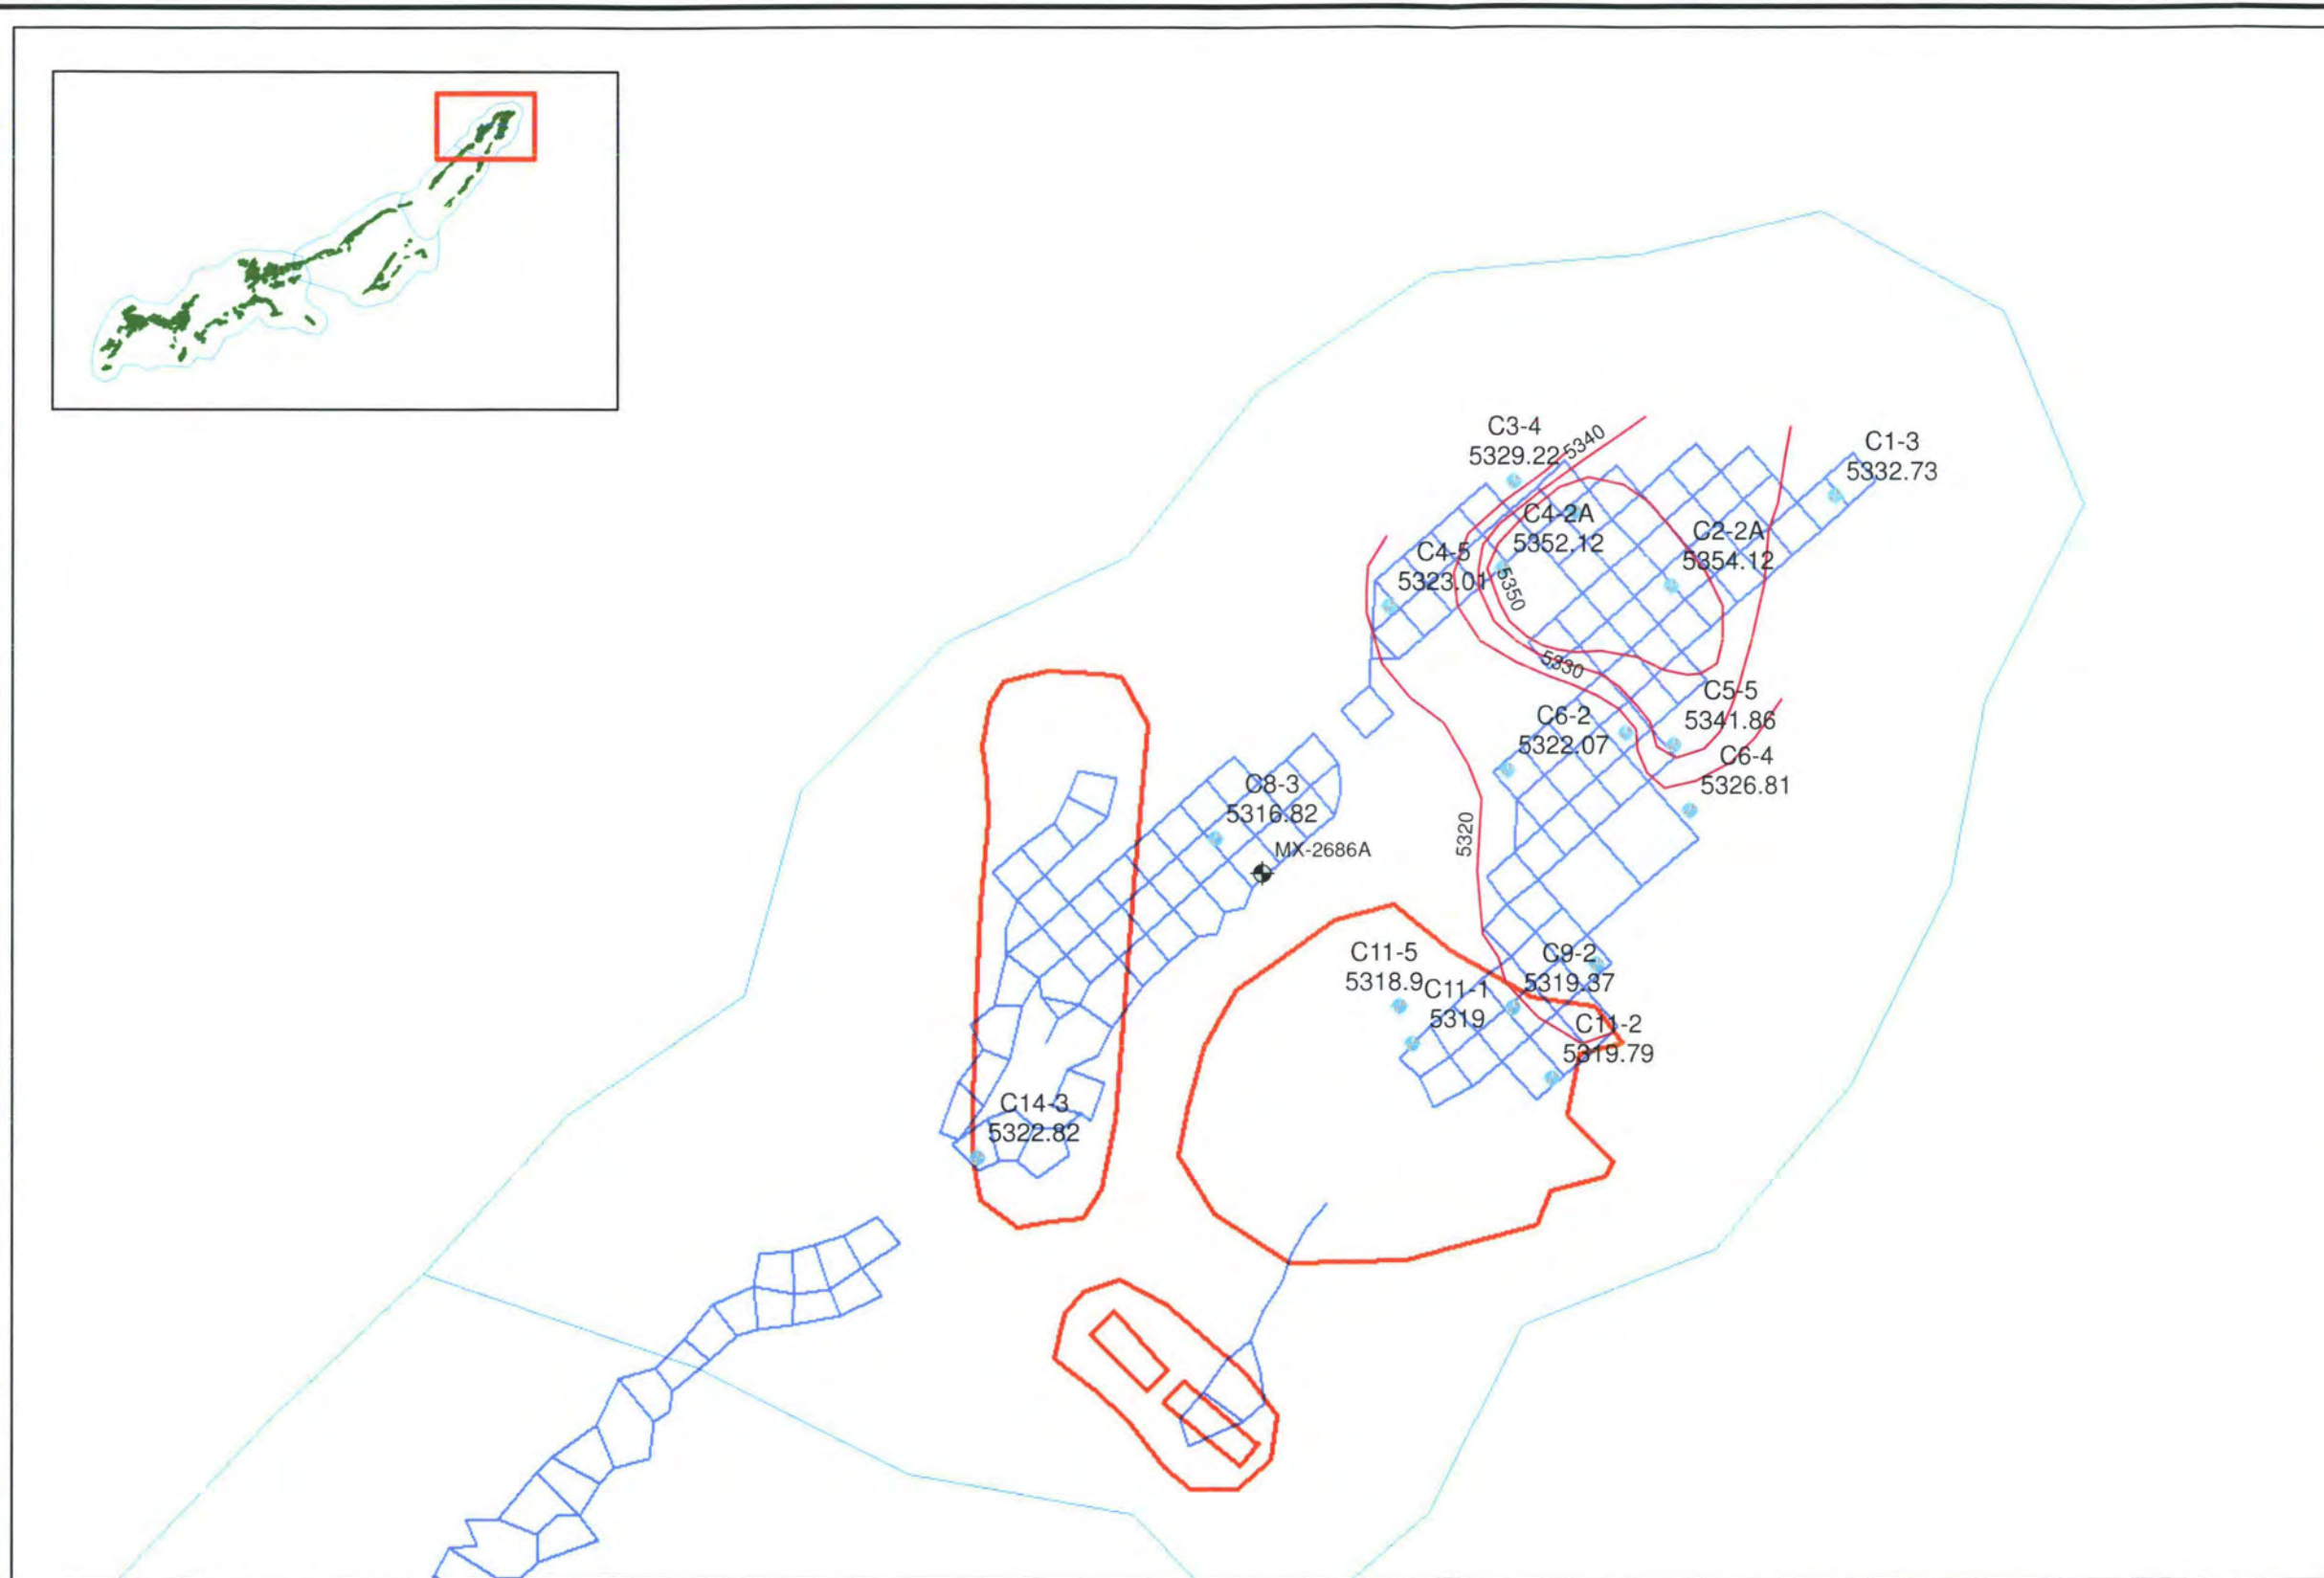 C3-4
5329.22
5340
C1-3
5332.73
C4-2A
5352.12
C2-2A
5354.12
C4-5
5323.01
5350
5330
C5-5
5341.86
C6-2
5322.07
C6-4
5326.81
C8-3
5316.82
5320
MX-2686A
C11-5
5318.9
C9-2
5319.37
C11-1
5319
C11-2
5319.79
C14-3
5322.82